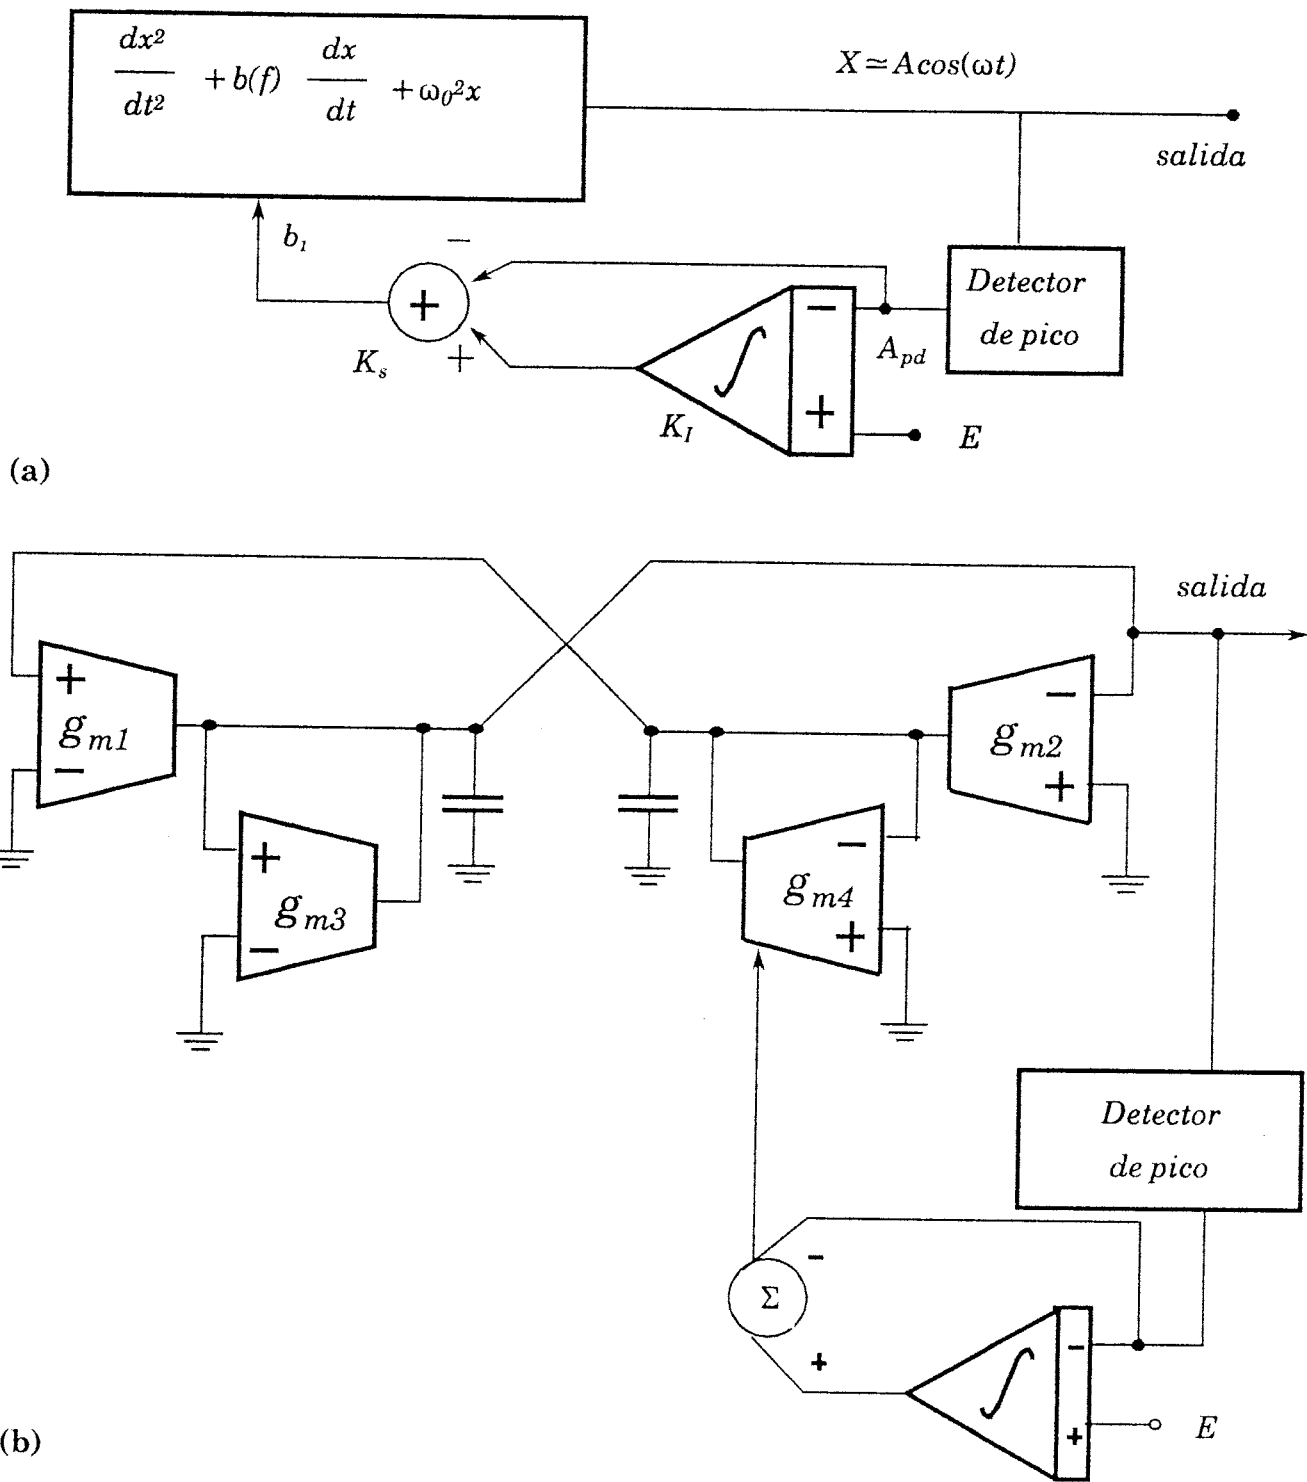 dx² / dt² + b(f) dx / dt + ω₀²x
X ≃ Acos(ωt)
salida
b₁
−
+
Kₛ
+
∫
K_I
−
+
A_pd
Detector
de pico
E
(a)
salida
+
g_m1
−
+
g_m3
−
−
g_m2
+
−
g_m4
+
Detector
de pico
−
Σ
+
∫
-
+
E
(b)